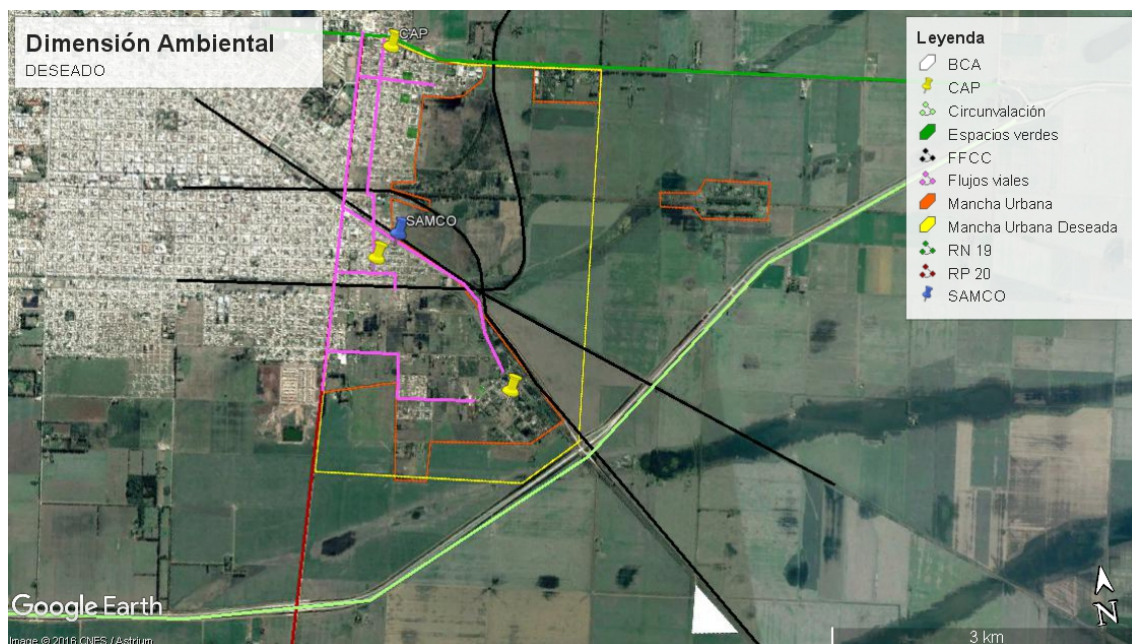 Dimensión Ambiental
DESEADO
CAP
SAMCO
Leyenda
BCA
CAP
Circunvalación
Espacios verdes
FFCC
Flujos viales
Mancha Urbana
Mancha Urbana Deseada
RN 19
RP 20
SAMCO
Google Earth
Image © 2016 CNES / Astrium
N
3 km